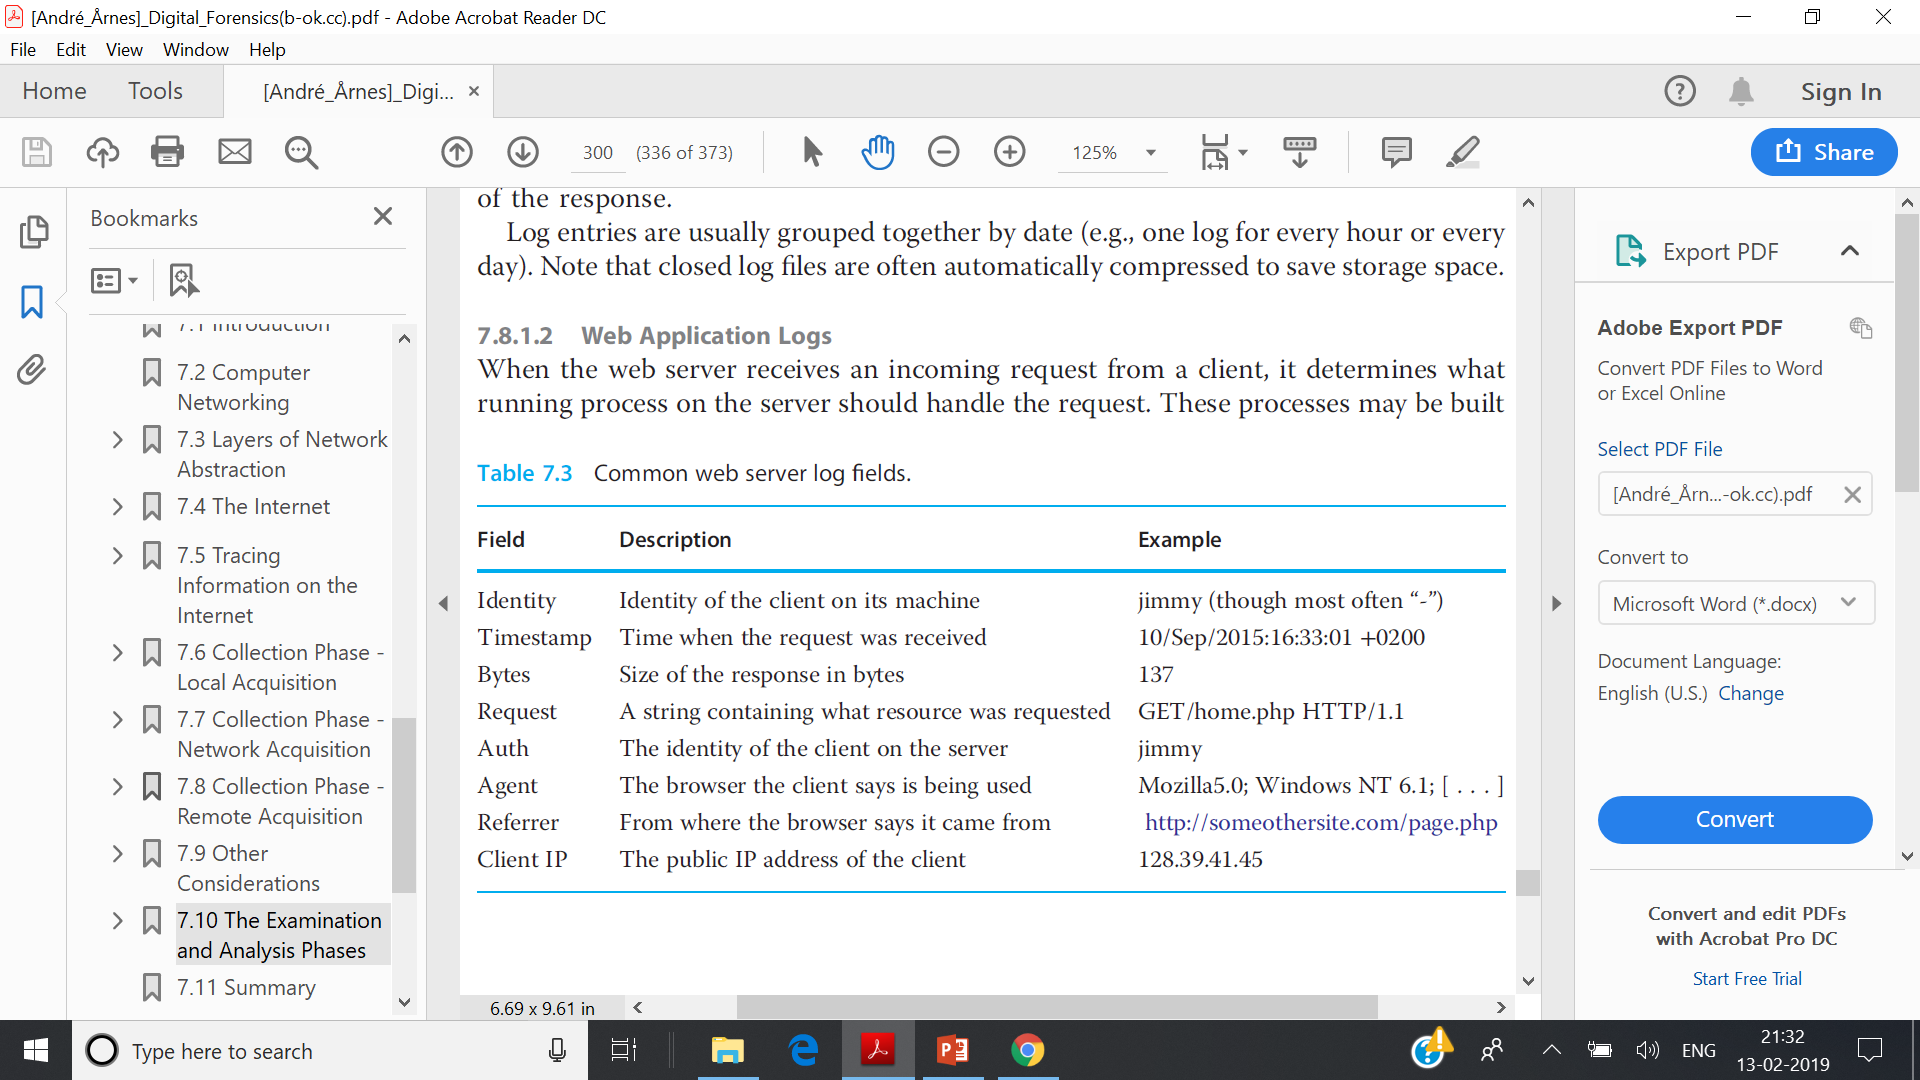 [André_Årnes]_Digital_Forensics(b-ok.cc).pdf - Adobe Acrobat Reader DC
File Edit View Window Help
Home Tools [André_Årnes]_Digi... × Sign In
300 (336 of 373) 125% Share
Bookmarks
7.1 Introduction
7.2 Computer
Networking
7.3 Layers of Network
Abstraction
7.4 The Internet
7.5 Tracing
Information on the
Internet
7.6 Collection Phase -
Local Acquisition
7.7 Collection Phase -
Network Acquisition
7.8 Collection Phase -
Remote Acquisition
7.9 Other
Considerations
7.10 The Examination
and Analysis Phases
7.11 Summary
of the response.
Log entries are usually grouped together by date (e.g., one log for every hour or every
day). Note that closed log files are often automatically compressed to save storage space.
7.8.1.2 Web Application Logs
When the web server receives an incoming request from a client, it determines what
running process on the server should handle the request. These processes may be built
Table 7.3 Common web server log fields.
Field Description Example
Identity Identity of the client on its machine jimmy (though most often “-”)
Timestamp Time when the request was received 10/Sep/2015:16:33:01 +0200
Bytes Size of the response in bytes 137
Request A string containing what resource was requested GET/home.php HTTP/1.1
Auth The identity of the client on the server jimmy
Agent The browser the client says is being used Mozilla5.0; Windows NT 6.1; [ . . . ]
Referrer From where the browser says it came from http://someothersite.com/page.php
Client IP The public IP address of the client 128.39.41.45
6.69 x 9.61 in
Export PDF
Adobe Export PDF
Convert PDF Files to Word
or Excel Online
Select PDF File
[André_Årn...-ok.cc).pdf
Convert to
Microsoft Word (*.docx)
Document Language:
English (U.S.) Change
Convert
Convert and edit PDFs
with Acrobat Pro DC
Start Free Trial
Type here to search
ENG
21:32
13-02-2019